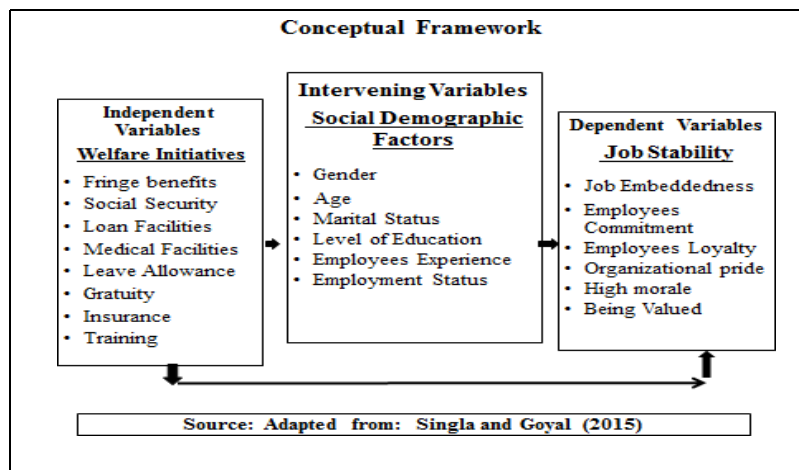 Conceptual Framework
Independent
Variables
Welfare Initiatives
• Fringe benefits
• Social Security
• Loan Facilities
• Medical Facilities
• Leave Allowance
• Gratuity
• Insurance
• Training
Intervening Variables
Social Demographic
Factors
• Gender
• Age
• Marital Status
• Level of Education
• Employees Experience
• Employment Status
Dependent Variables
Job Stability
• Job Embeddedness
• Employees
Commitment
• Employees Loyalty
• Organizational pride
• High morale
• Being Valued
Source: Adapted from: Singla and Goyal (2015)